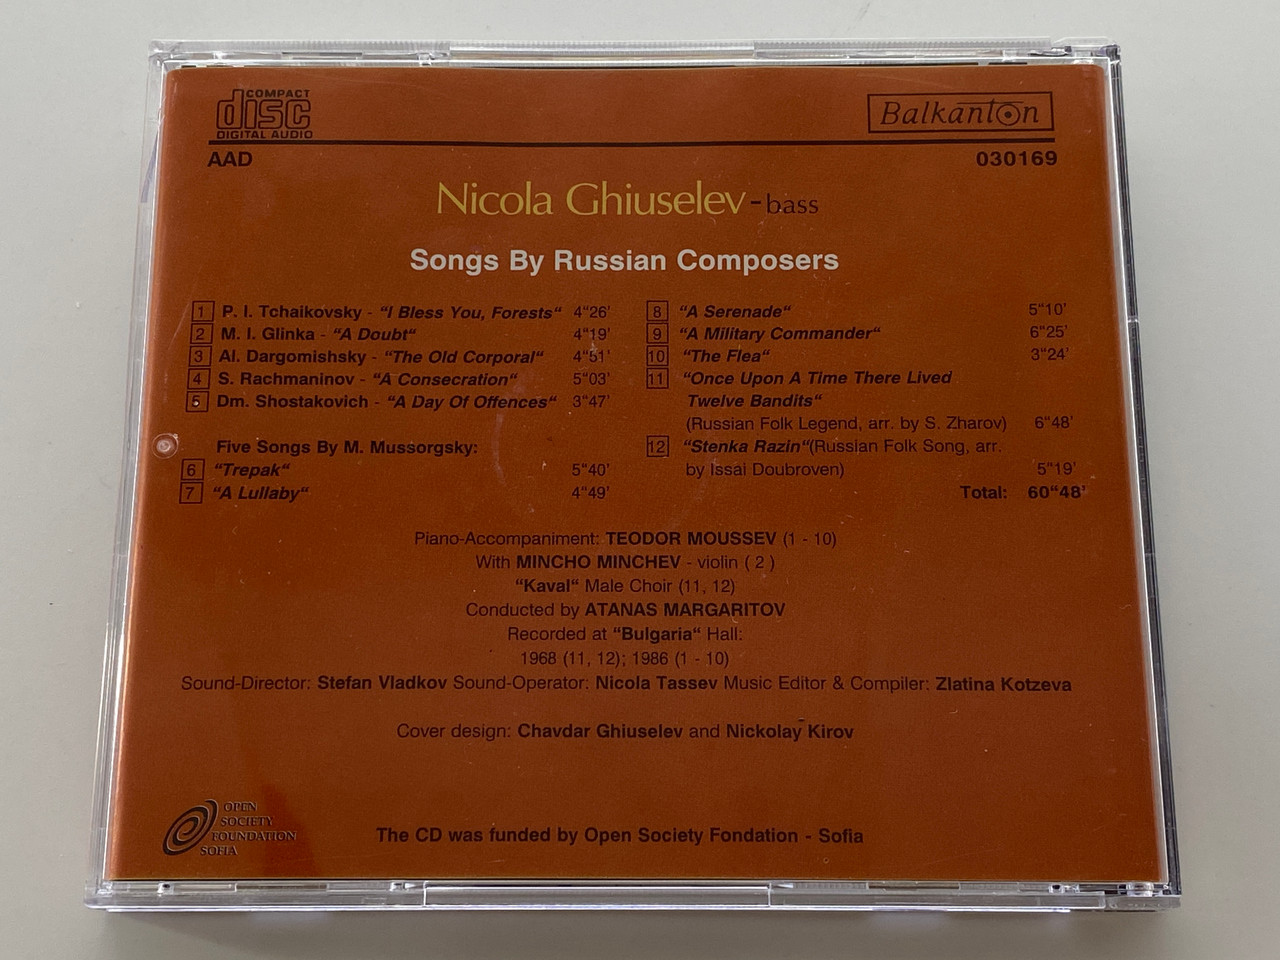 COMPACT
disc
DIGITAL AUDIO
Balkanton
AAD
030169
Nicola Ghiuselev - bass
Songs By Russian Composers
1 P. I. Tchaikovsky - “I Bless You, Forests“ 4“26’
2 M. I. Glinka - “A Doubt“ 4“19’
3 Al. Dargomishsky - “The Old Corporal“ 4“51’
4 S. Rachmaninov - “A Consecration“ 5“03’
5 Dm. Shostakovich - “A Day Of Offences“ 3“47’
Five Songs By M. Mussorgsky:
6 “Trepak“ 5“40’
7 “A Lullaby“ 4“49’
8 “A Serenade“ 5“10’
9 “A Military Commander“ 6“25’
10 “The Flea“ 3“24’
11 “Once Upon A Time There Lived
Twelve Bandits“
(Russian Folk Legend, arr. by S. Zharov) 6“48’
12 “Stenka Razin“(Russian Folk Song, arr.
by Issai Doubroven) 5“19’
Total: 60“48’
Piano-Accompaniment: TEODOR MOUSSEV (1 - 10)
With MINCHO MINCHEV - violin ( 2 )
“Kaval“ Male Choir (11, 12)
Conducted by ATANAS MARGARITOV
Recorded at “Bulgaria“ Hall:
1968 (11, 12); 1986 (1 - 10)
Sound-Director: Stefan Vladkov Sound-Operator: Nicola Tassev Music Editor & Compiler: Zlatina Kotzeva
Cover design: Chavdar Ghiuselev and Nickolay Kirov
OPEN
SOCIETY
FOUNDATION
SOFIA
The CD was funded by Open Society Fondation - Sofia